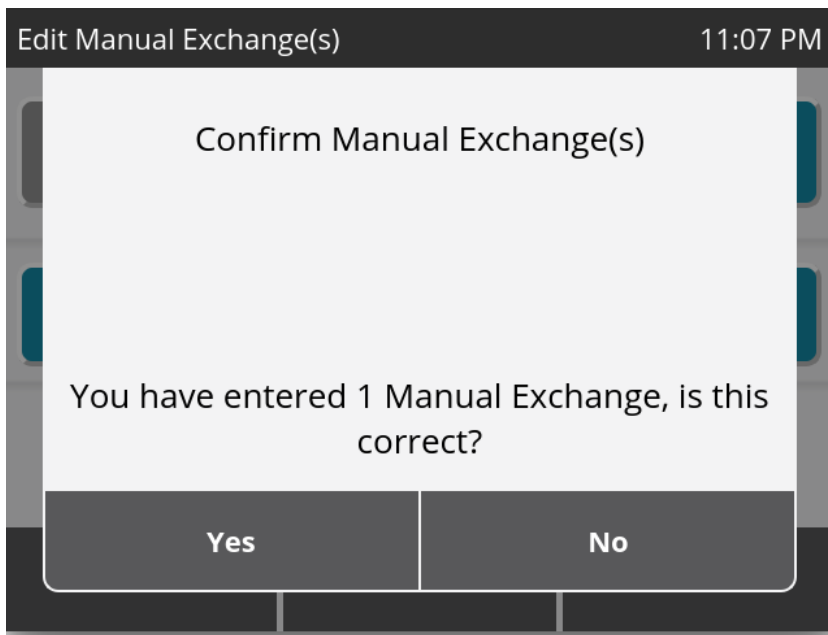 Edit Manual Exchange(s) 11:07 PM
Confirm Manual Exchange(s)
You have entered 1 Manual Exchange, is this
correct?
Yes No